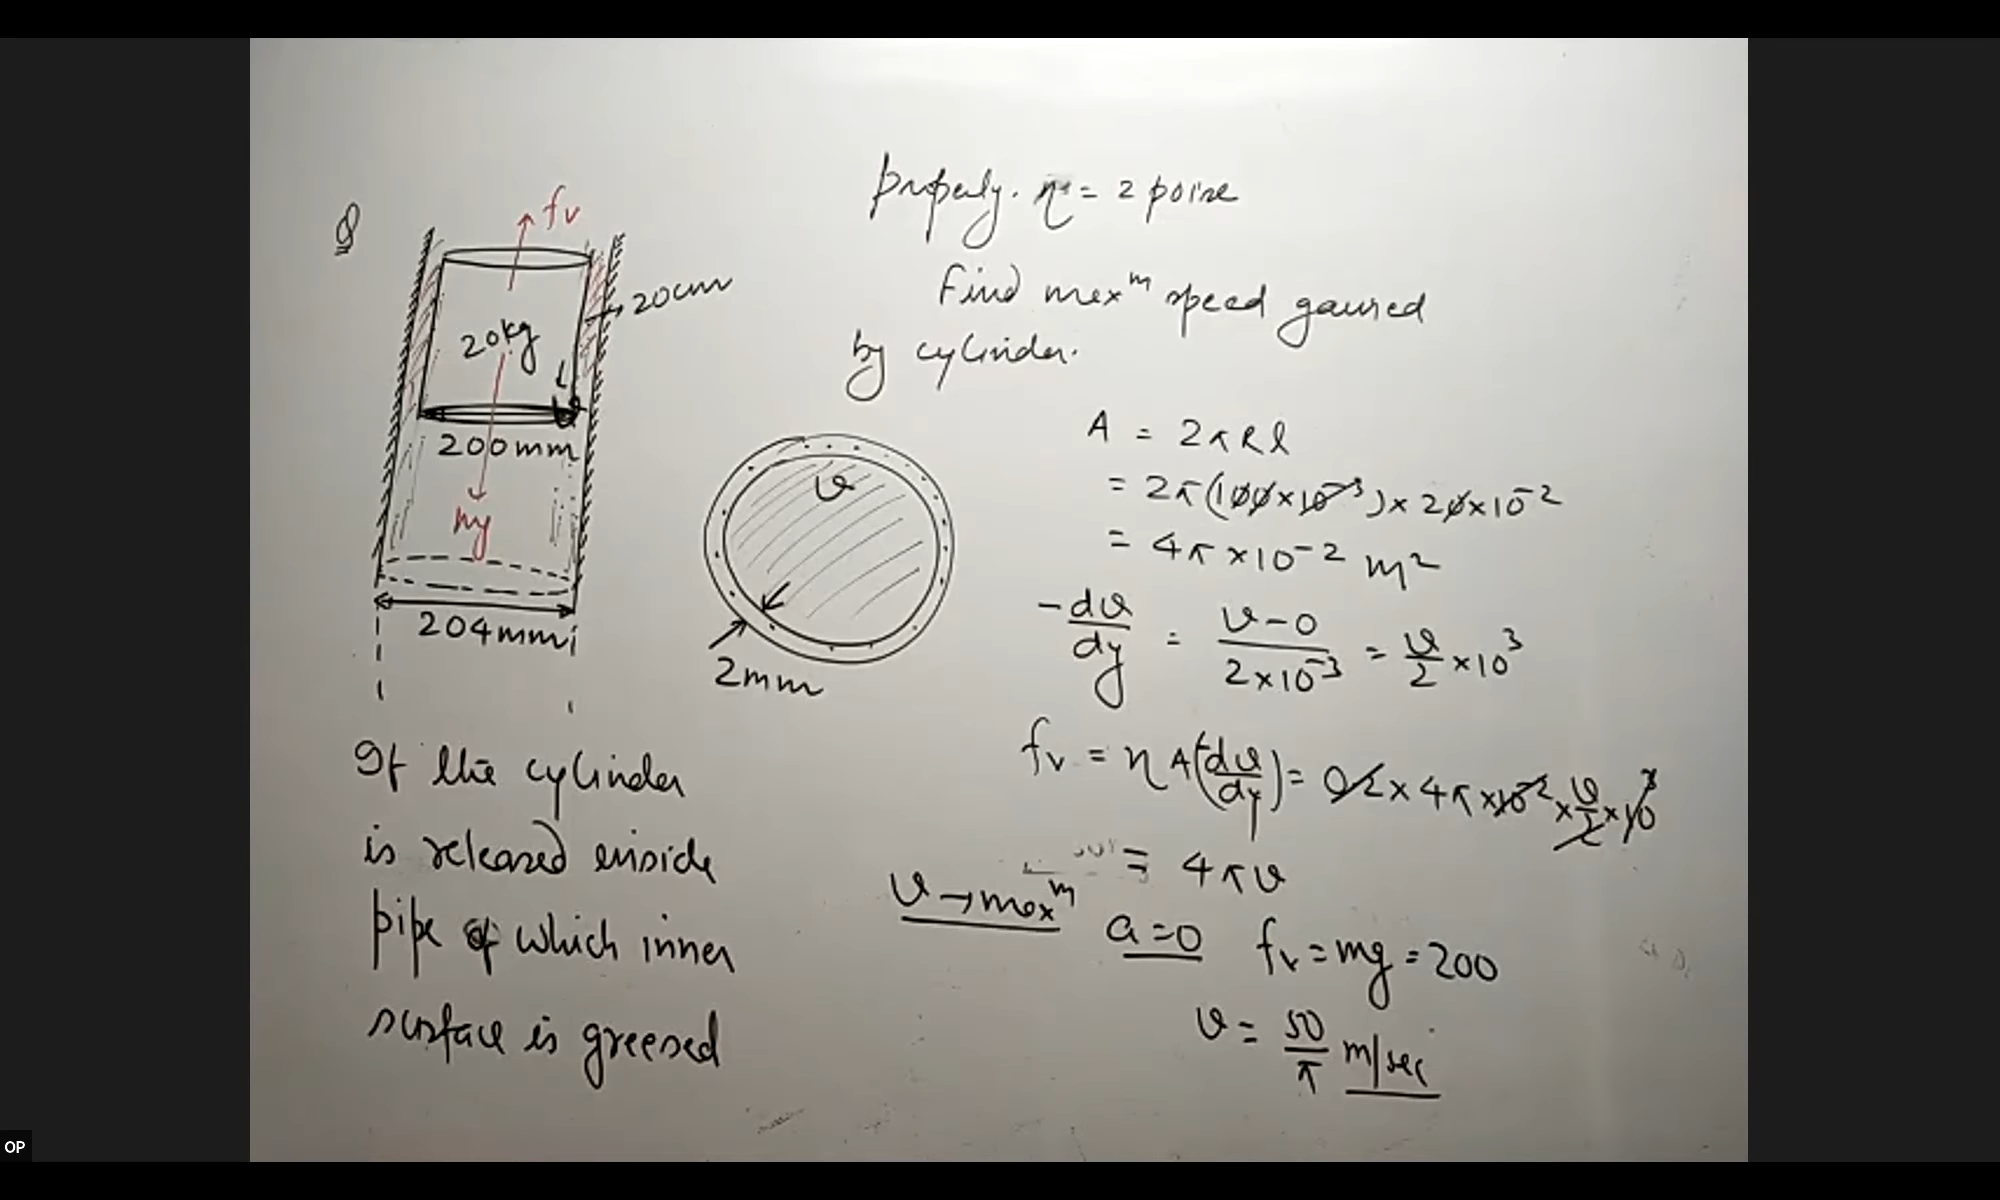 Q
fv
20cm
20kg
v
200mm
mg
204mm
If the cylinder
is released inside
pipe of which inner
surface is greesed
properly. η = 2 poise
Find maxᵐ speed gained
by cylinder.
v
2mm
A = 2πRl
= 2π(100×10⁻³)×20×10⁻²
= 4π×10⁻² m²
-dv/dy = (v-0)/(2×10⁻³) = v/2 ×10³
fv = ηA(-dv/dy) = 0.2×4π×10⁻²×v/2×10³
= 4πv
v→maxᵐ
a=0 fv=mg=200
v = 50/π m/sec
OP